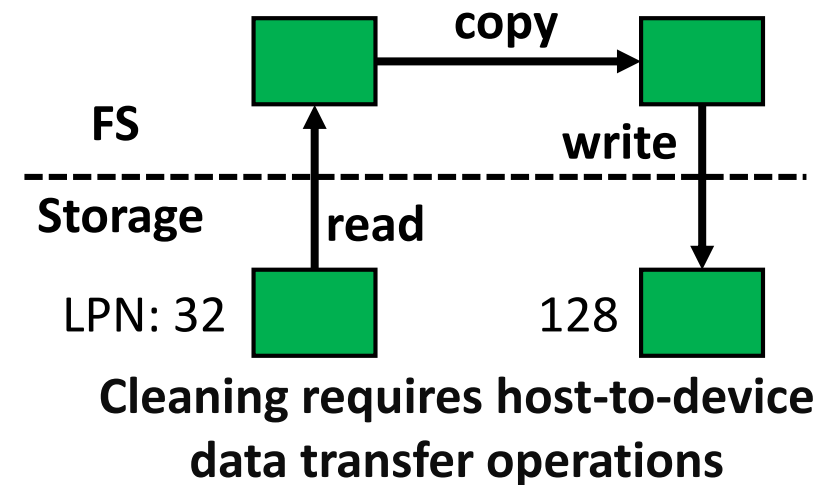 copy
FS
write
Storage
read
LPN: 32
128
Cleaning requires host-to-device
data transfer operations